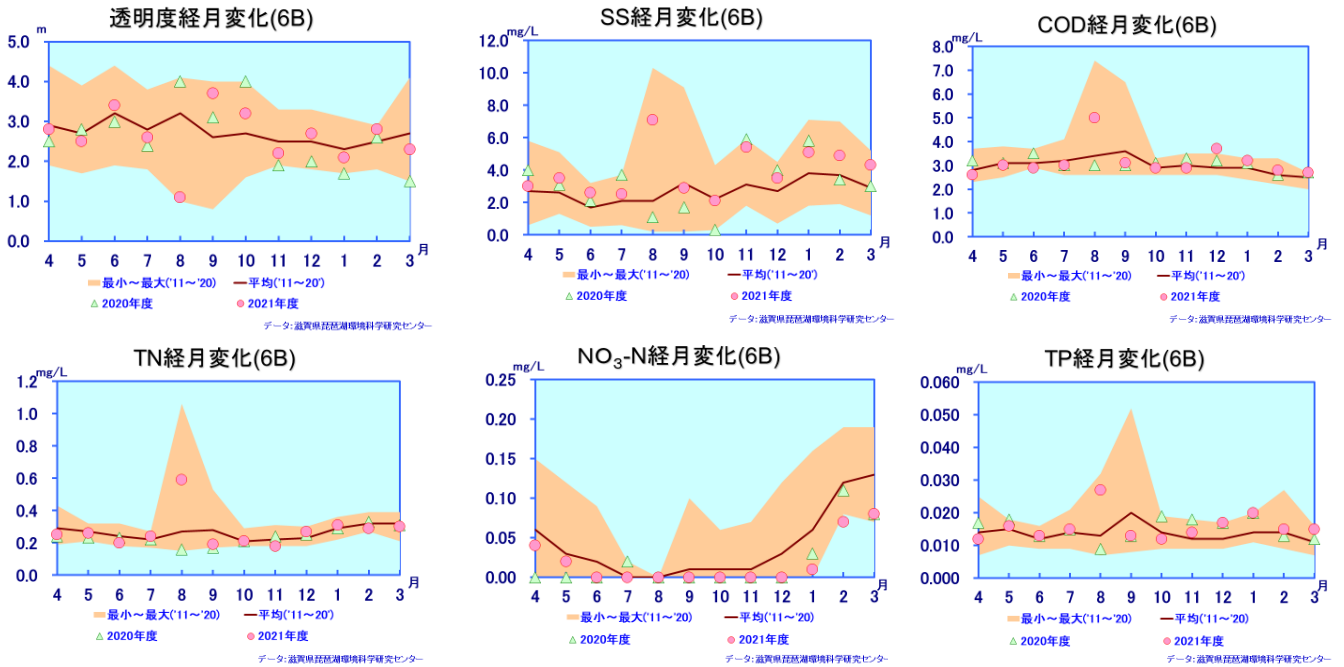 透明度経月変化(6B)
m
5.0
4.0
3.0
2.0
1.0
0.0
4 5 6 7 8 9 10 11 12 1 2 3 月
最小～最大('11～'20) 平均('11～20')
2020年度 2021年度
データ：滋賀県琵琶湖環境科学研究センター
SS経月変化(6B)
mg/L
12.0
10.0
8.0
6.0
4.0
2.0
0.0
4 5 6 7 8 9 10 11 12 1 2 3 月
最小～最大('11～'20) 平均('11～20')
2020年度 2021年度
データ：滋賀県琵琶湖環境科学研究センター
COD経月変化(6B)
mg/L
8.0
7.0
6.0
5.0
4.0
3.0
2.0
1.0
0.0
4 5 6 7 8 9 10 11 12 1 2 3 月
最小～最大('11～'20) 平均('11～20')
2020年度 2021年度
データ：滋賀県琵琶湖環境科学研究センター
TN経月変化(6B)
mg/L
1.2
1.0
0.8
0.6
0.4
0.2
0.0
4 5 6 7 8 9 10 11 12 1 2 3 月
最小～最大('11～'20) 平均('11～20')
2020年度 2021年度
データ：滋賀県琵琶湖環境科学研究センター
NO₃-N経月変化(6B)
mg/L
0.25
0.20
0.15
0.10
0.05
0.00
4 5 6 7 8 9 10 11 12 1 2 3 月
最小～最大('11～'20) 平均('11～20')
2020年度 2021年度
データ：滋賀県琵琶湖環境科学研究センター
TP経月変化(6B)
mg/L
0.060
0.050
0.040
0.030
0.020
0.010
0.000
4 5 6 7 8 9 10 11 12 1 2 3 月
最小～最大('11～'20) 平均('11～20')
2020年度 2021年度
データ：滋賀県琵琶湖環境科学研究センター